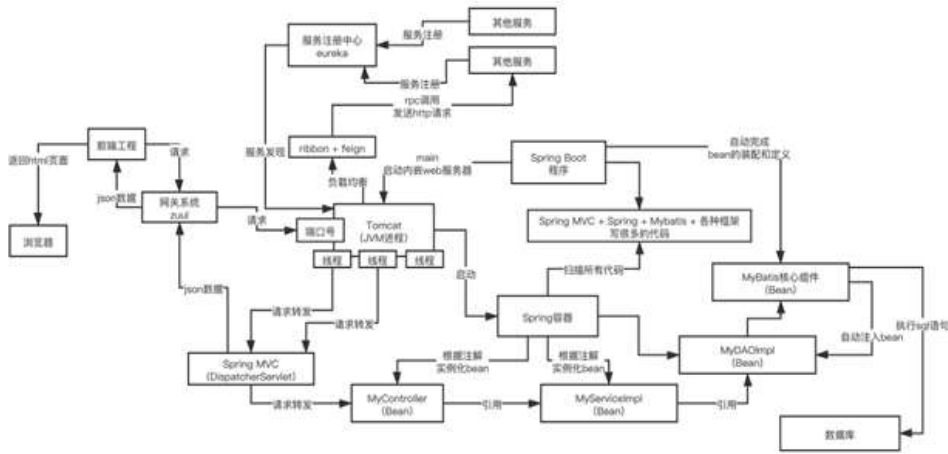 服务注册中心
eureka
服务注册
其他服务
服务注册
其他服务
rpc调用
发送http请求
ribbon + feign
负载均衡
服务发现
返回html页面
前端工程
请求
json数据
网关系统
zuul
浏览器
请求
端口号
Tomcat
(JVM进程)
线程
线程
线程
main
启动内嵌web服务器
Spring Boot
程序
自动完成
bean的装配和定义
Spring MVC + Spring + Mybatis + 各种框架
写很多的代码
启动
扫描所有代码
MyBatis核心组件
(Bean)
json数据
请求转发
请求转发
Spring容器
执行sql语句
自动注入bean
MyDAOImpl
(Bean)
Spring MVC
(DispatcherServlet)
根据注解
实例化bean
根据注解
实例化bean
请求转发
MyController
(Bean)
引用
MyServiceImpl
(Bean)
引用
数据库